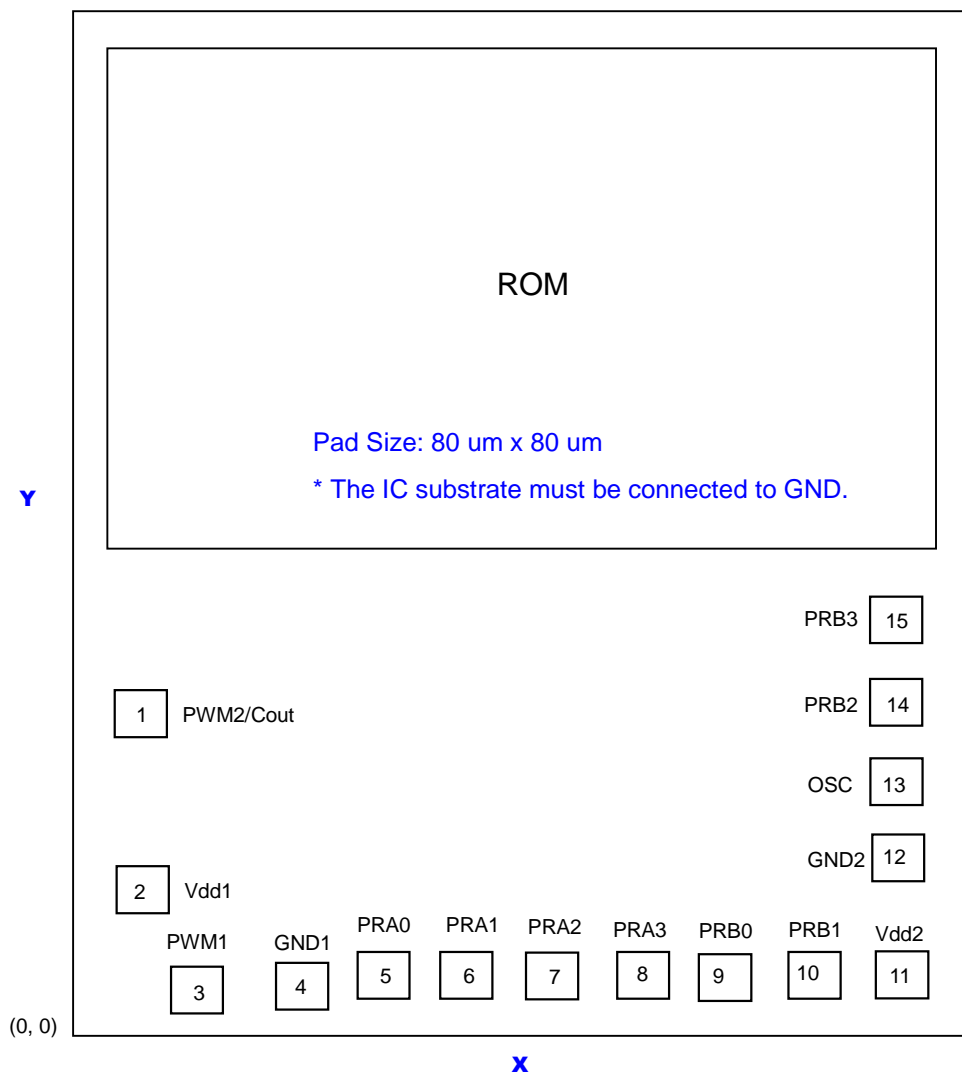 ROM
Pad Size: 80 um x 80 um
Y
* The IC substrate must be connected to GND.
PRB3
15
1
PWM2/Cout
PRB2
14
OSC
13
GND2
12
2
Vdd1
PWM1
GND1
PRA0
PRA1
PRA2
PRA3
PRB0
PRB1
Vdd2
3
4
5
6
7
8
9
10
11
(0, 0)
X